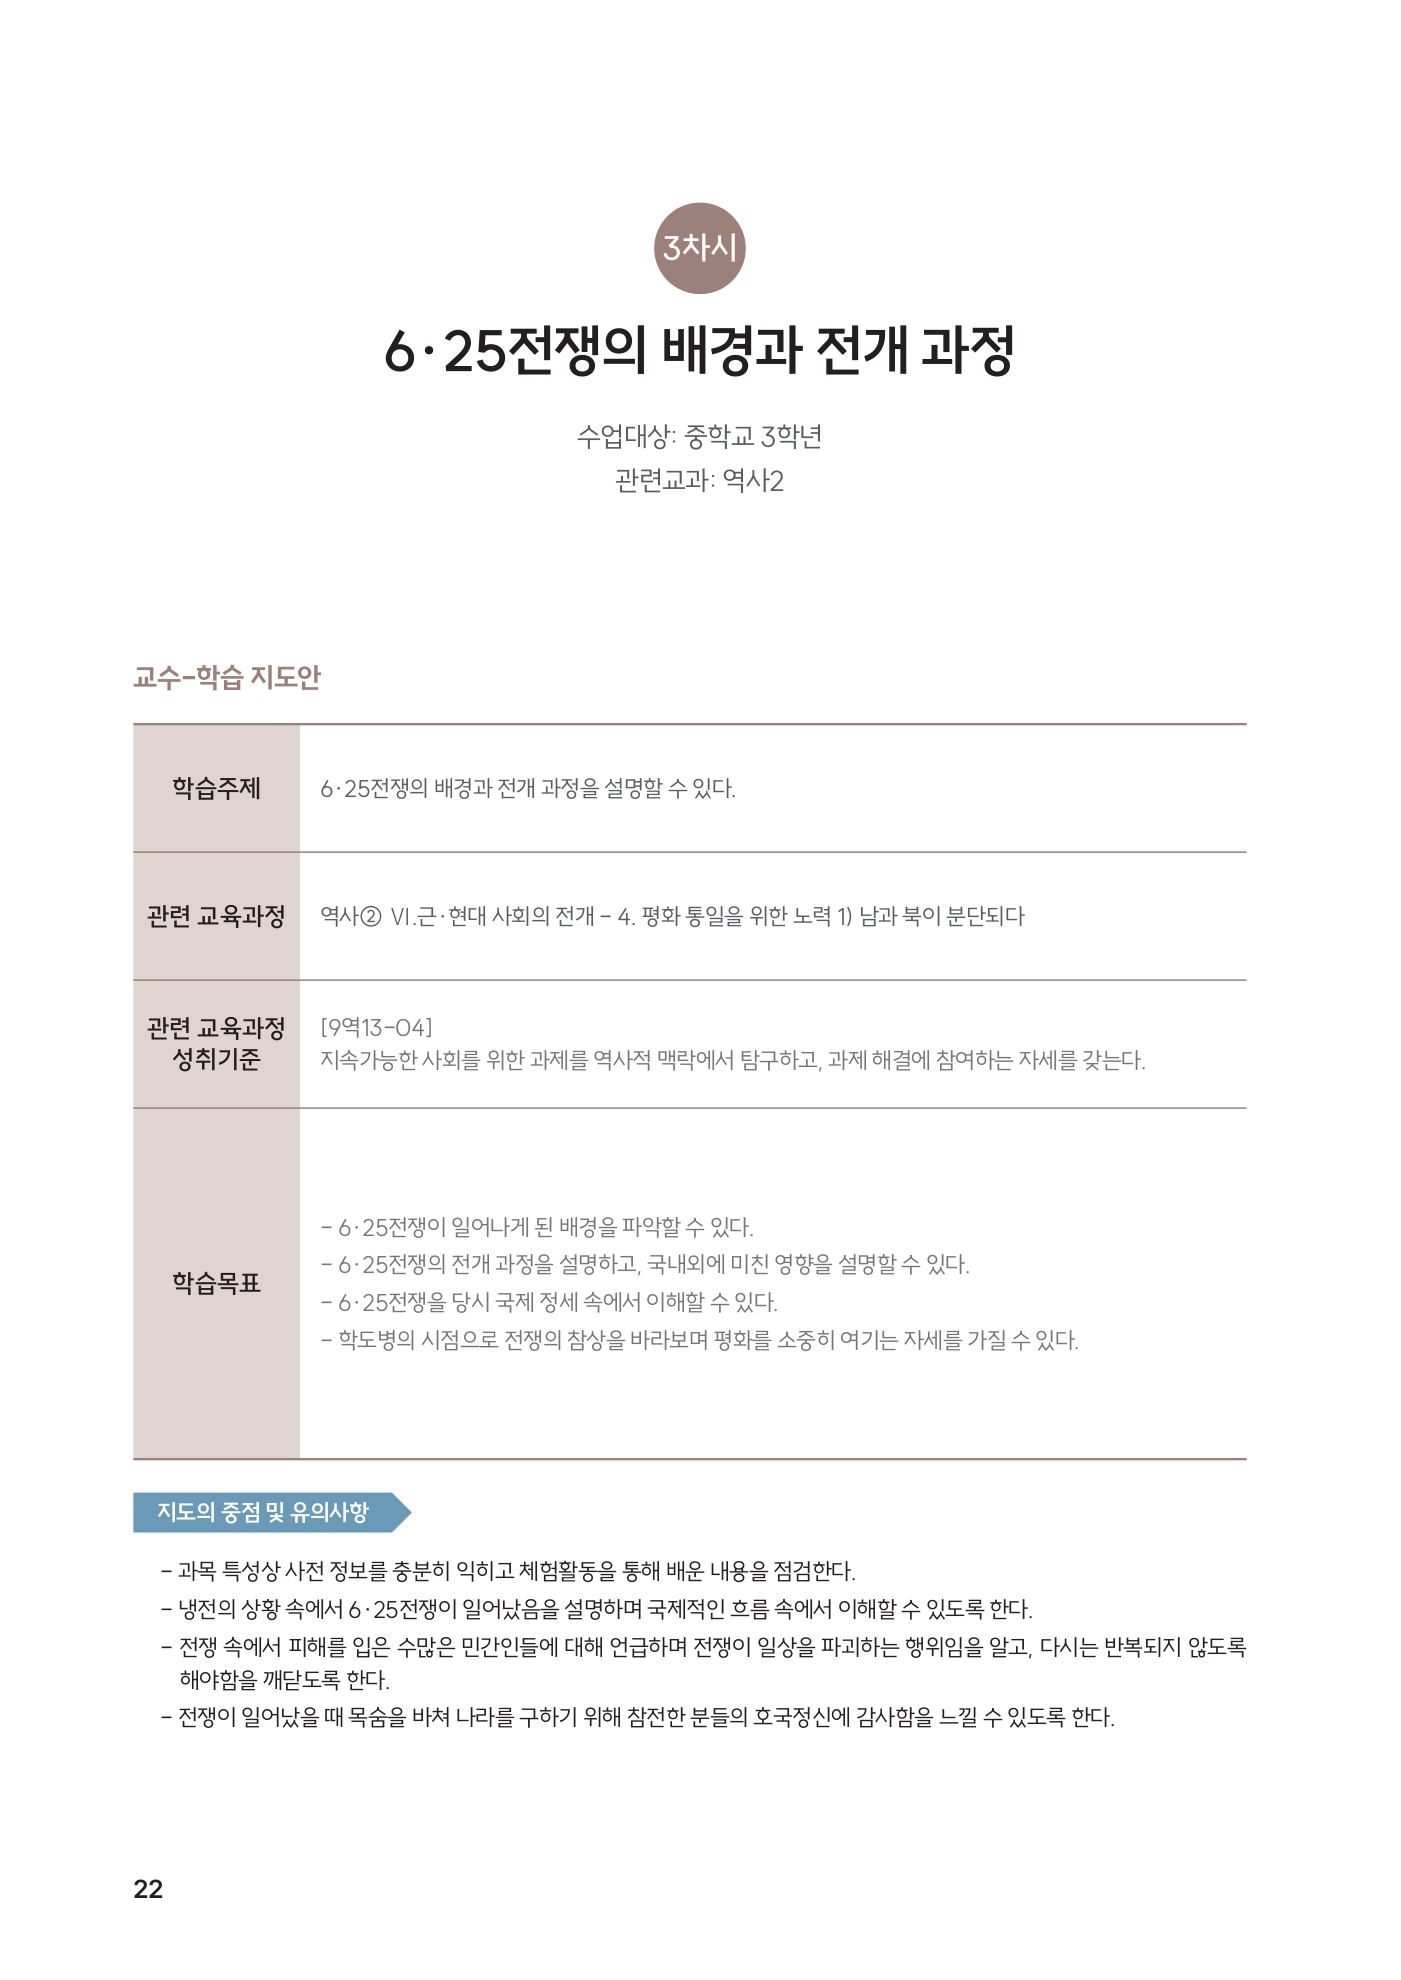 3차시
6·25전쟁의 배경과 전개 과정
수업대상: 중학교 3학년
관련교과: 역사2
교수-학습 지도안
학습주제
6·25전쟁의 배경과 전개 과정을 설명할 수 있다.
관련 교육과정
역사② Ⅵ.근·현대 사회의 전개 - 4. 평화 통일을 위한 노력 1) 남과 북이 분단되다
관련 교육과정
성취기준
[9역13-04]
지속가능한 사회를 위한 과제를 역사적 맥락에서 탐구하고, 과제 해결에 참여하는 자세를 갖는다.
학습목표
- 6·25전쟁이 일어나게 된 배경을 파악할 수 있다.
- 6·25전쟁의 전개 과정을 설명하고, 국내외에 미친 영향을 설명할 수 있다.
- 6·25전쟁을 당시 국제 정세 속에서 이해할 수 있다.
- 학도병의 시점으로 전쟁의 참상을 바라보며 평화를 소중히 여기는 자세를 가질 수 있다.
지도의 중점 및 유의사항
- 과목 특성상 사전 정보를 충분히 익히고 체험활동을 통해 배운 내용을 점검한다.
- 냉전의 상황 속에서 6·25전쟁이 일어났음을 설명하며 국제적인 흐름 속에서 이해할 수 있도록 한다.
- 전쟁 속에서 피해를 입은 수많은 민간인들에 대해 언급하며 전쟁이 일상을 파괴하는 행위임을 알고, 다시는 반복되지 않도록
해야함을 깨닫도록 한다.
- 전쟁이 일어났을 때 목숨을 바쳐 나라를 구하기 위해 참전한 분들의 호국정신에 감사함을 느낄 수 있도록 한다.
22